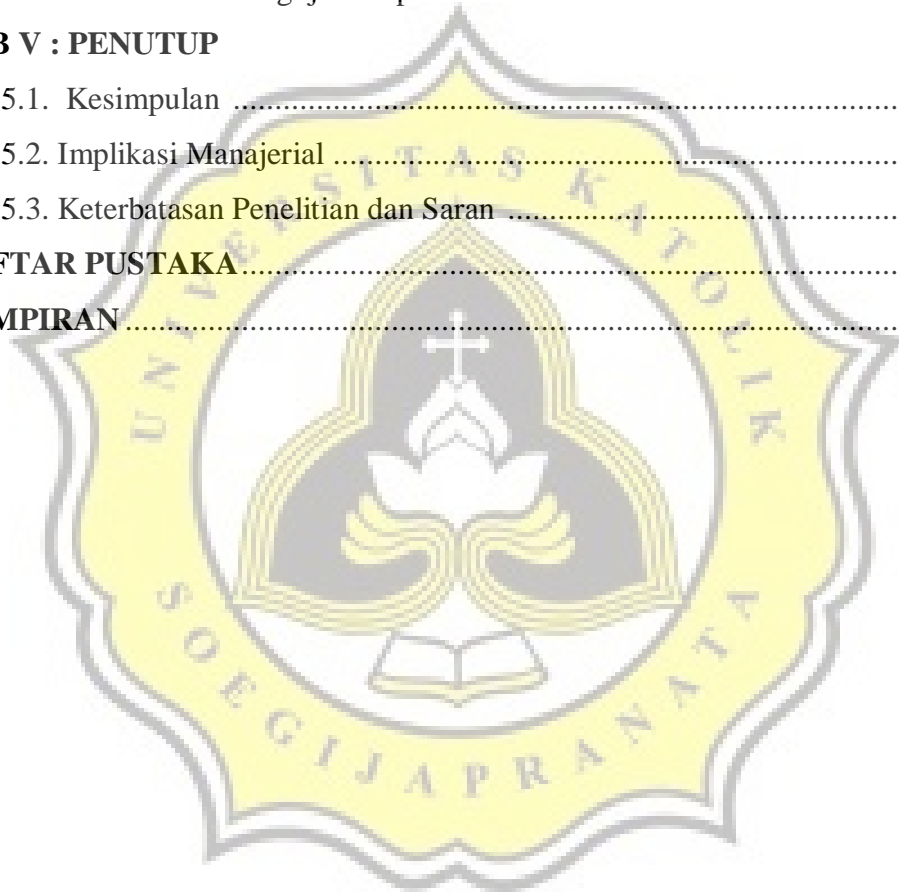 B V : PENUTUP
5.1. Kesimpulan ........................................................................
5.2. Implikasi Manajerial ............................................................
5.3. Keterbatasan Penelitian dan Saran ..........................................
FTAR PUSTAKA........................................................................
MPIRAN....................................................................................
UNIVERSITAS KATOLIK
SOEGIJAPRANATA